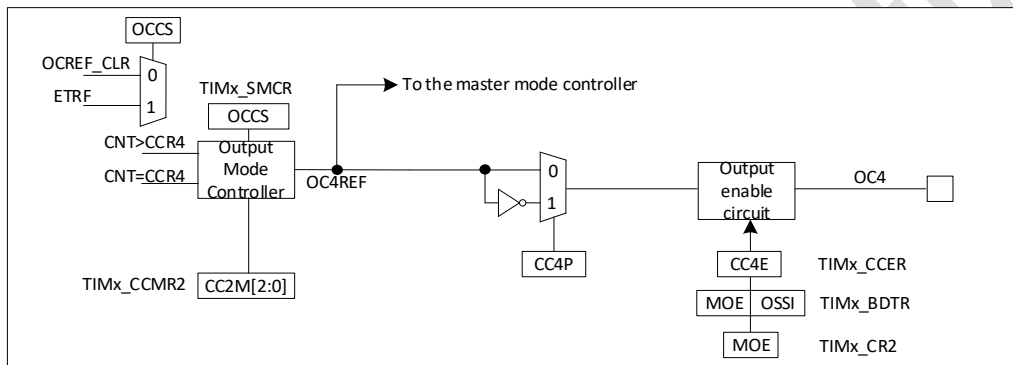 OCCS
OCREF_CLR
0
ETRF
1
To the master mode controller
TIMx_SMCR
OCCS
CNT>CCR4
CNT=CCR4
Output
Mode
Controller
OC4REF
0
1
CC4P
Output
enable
circuit
OC4
TIMx_CCMR2
CC2M[2:0]
CC4E
TIMx_CCER
MOE
OSSI
TIMx_BDTR
MOE
TIMx_CR2